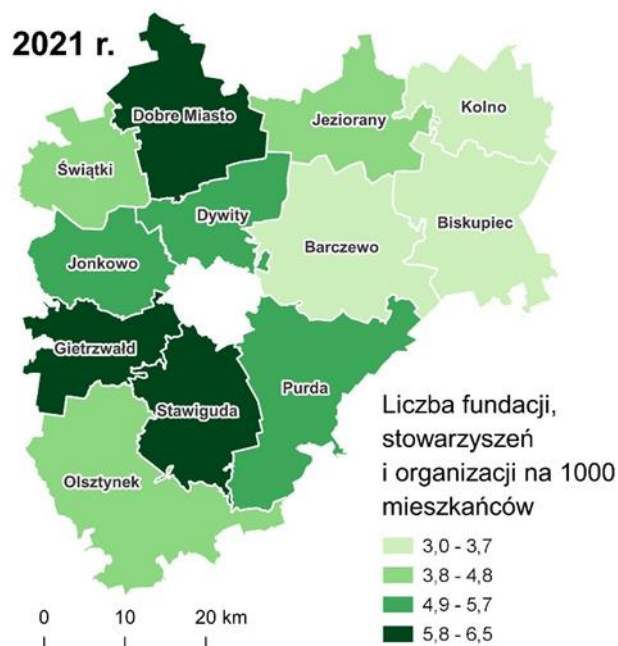 2021 r.
Dobre Miasto
Jeziorany
Kolno
Świątki
Dywity
Biskupiec
Jonkowo
Barczewo
Gietrzwałd
Stawiguda
Purda
Olsztynek
Liczba fundacji,
stowarzyszeń
i organizacji na 1000
mieszkańców
3,0 - 3,7
3,8 - 4,8
4,9 - 5,7
5,8 - 6,5
0 10 20 km